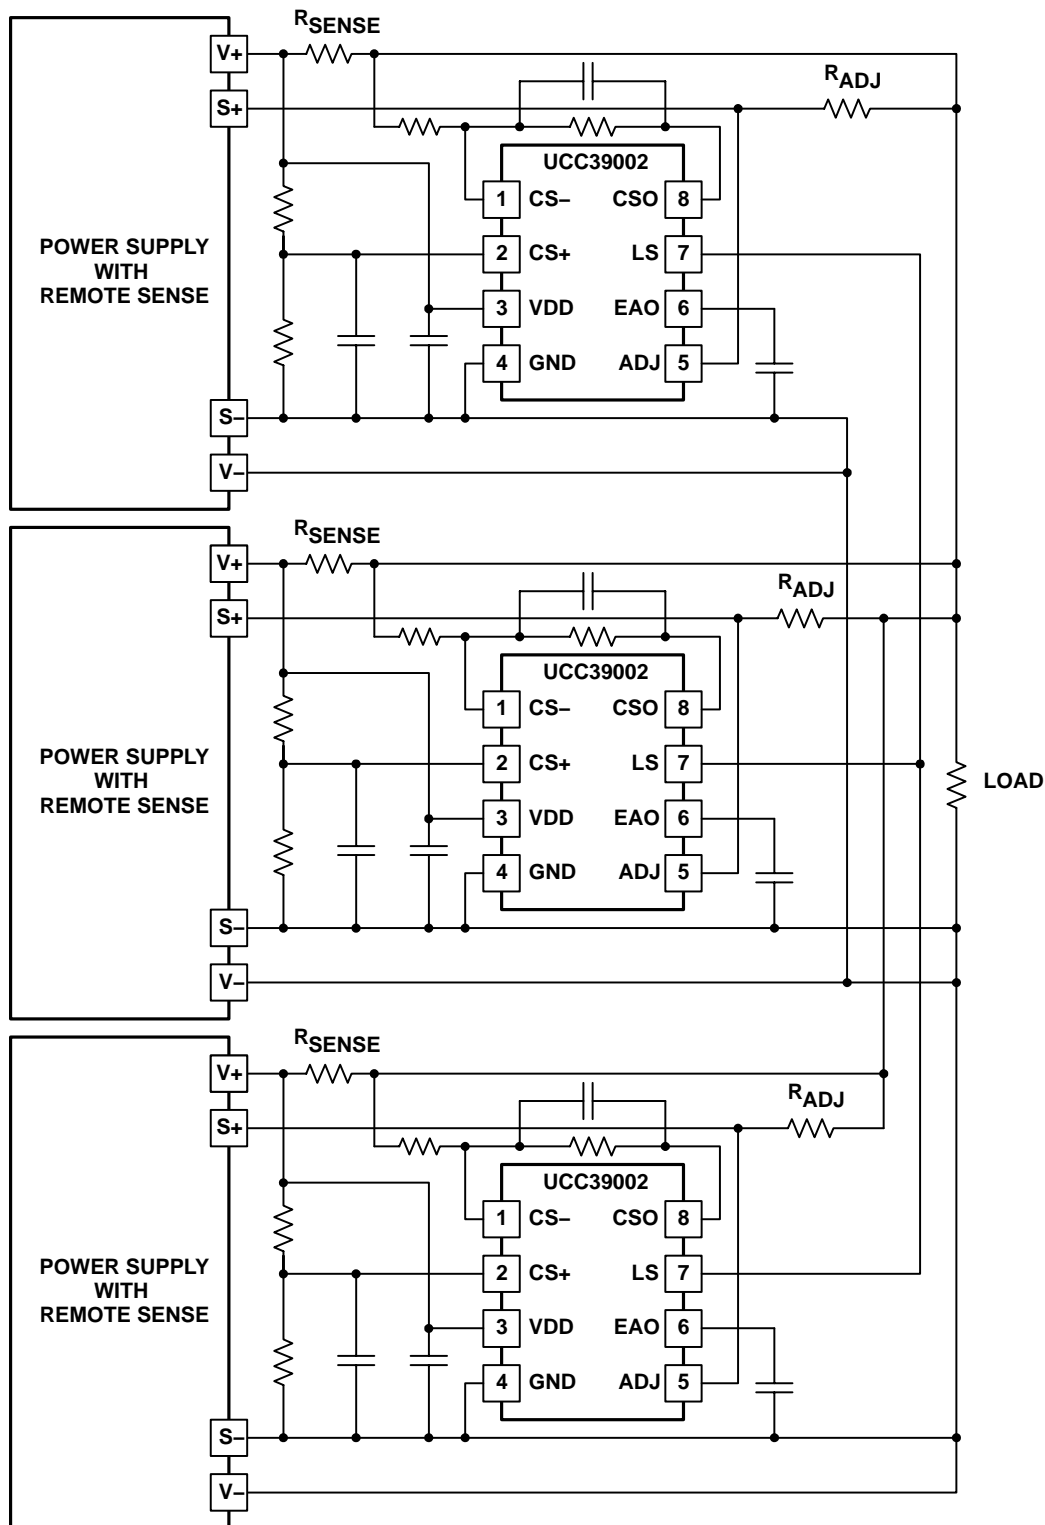 RSENSE
V+
RADJ
S+
UCC39002
1 CS– CSO 8
POWER SUPPLY
WITH
REMOTE SENSE
2 CS+ LS 7
3 VDD EAO 6
4 GND ADJ 5
S–
V–
RSENSE
V+
RADJ
S+
UCC39002
1 CS– CSO 8
POWER SUPPLY
WITH
REMOTE SENSE
2 CS+ LS 7
LOAD
3 VDD EAO 6
4 GND ADJ 5
S–
V–
RSENSE
V+
RADJ
S+
UCC39002
1 CS– CSO 8
POWER SUPPLY
WITH
REMOTE SENSE
2 CS+ LS 7
3 VDD EAO 6
4 GND ADJ 5
S–
V–